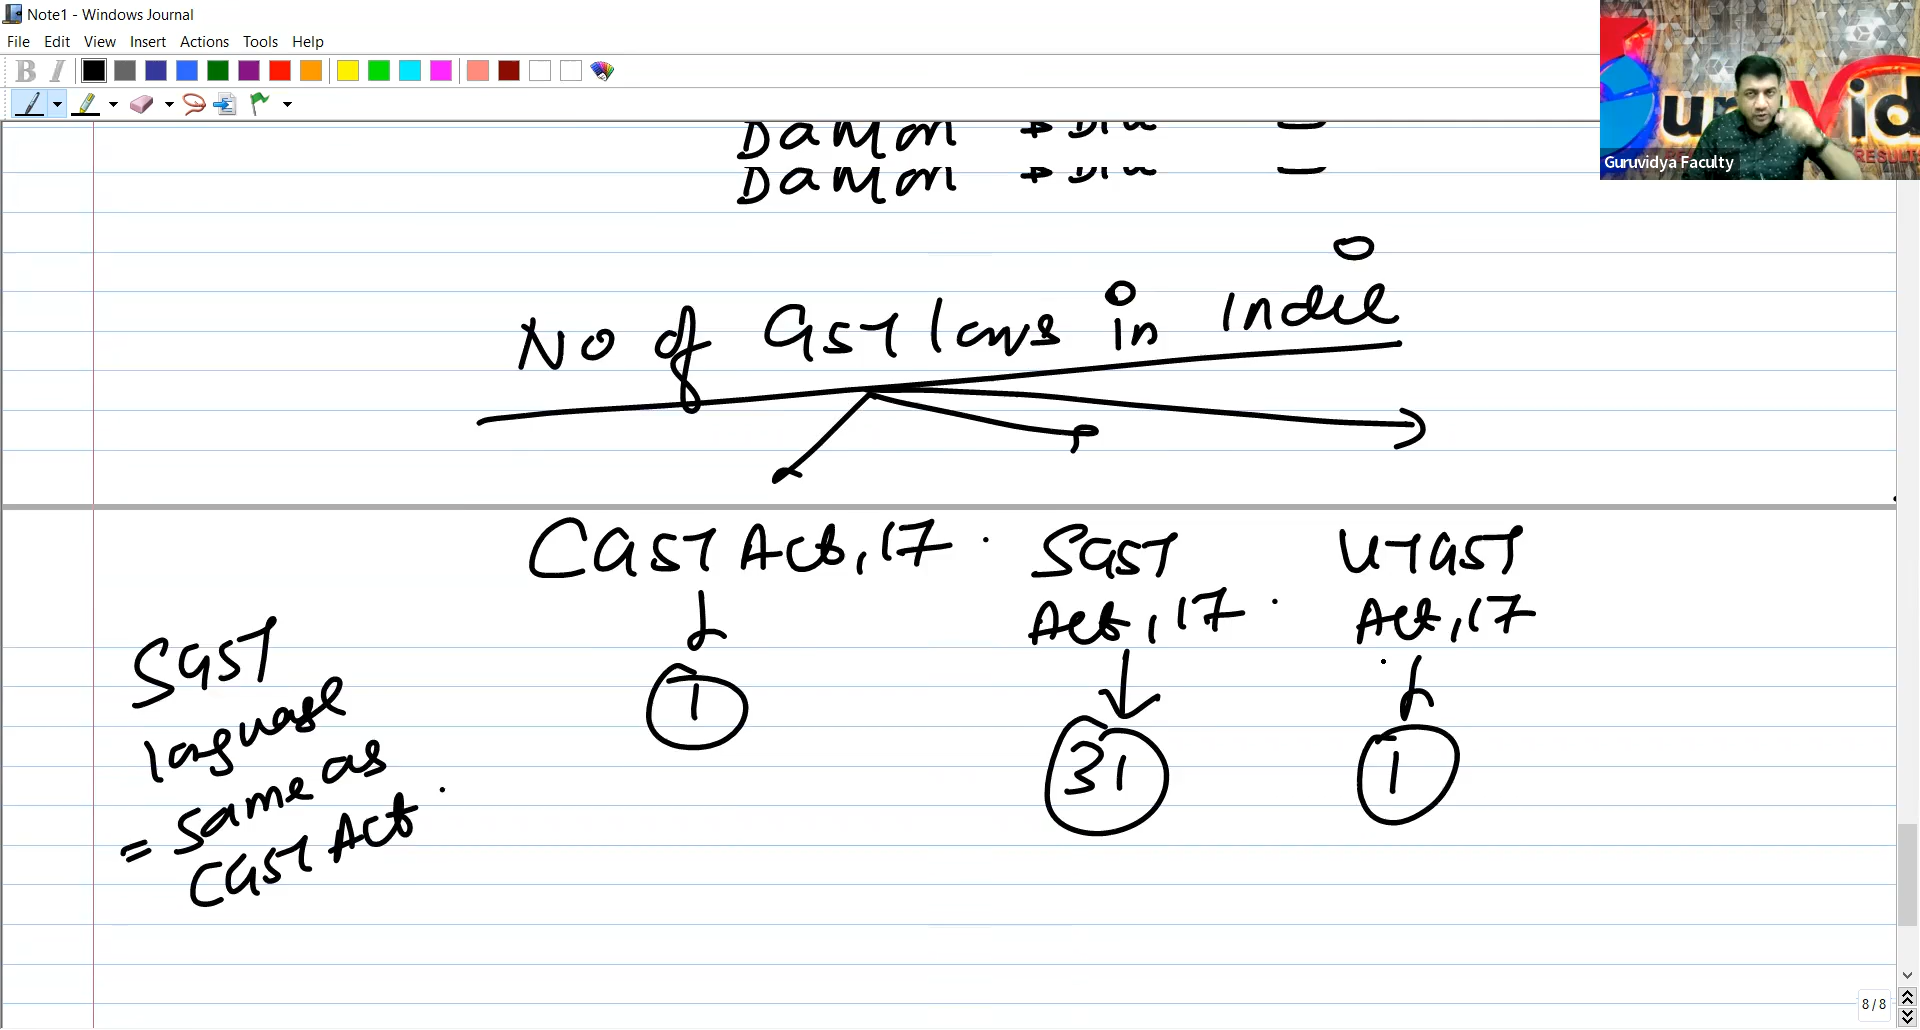 Note1 - Windows Journal
File Edit View Insert Actions Tools Help
B I
Guruvidya Faculty
Daman
Daman
No of GST laws in India
CGST Act, 17.
SGST
Act, 17.
UTGST
Act, 17
1
31
1
SGST
language
= same as
CGST Act.
8 / 8